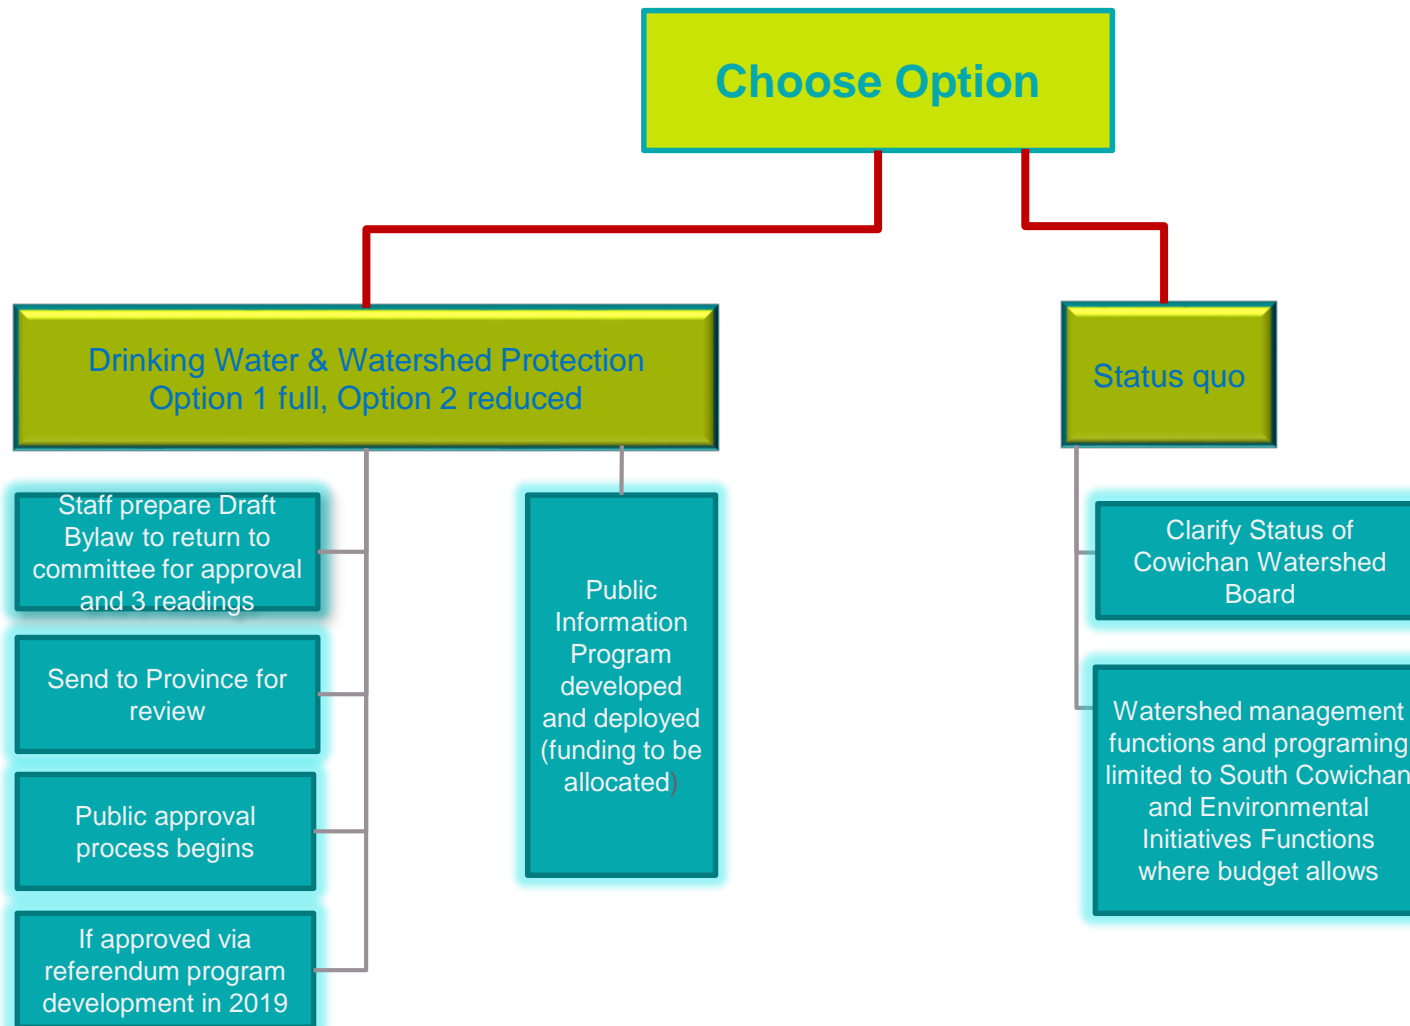 Choose Option
Drinking Water & Watershed Protection
Option 1 full, Option 2 reduced
Status quo
Staff prepare Draft
Bylaw to return to
committee for approval
and 3 readings
Send to Province for
review
Public approval
process begins
If approved via
referendum program
development in 2019
Public
Information
Program
developed
and deployed
(funding to be
allocated)
Clarify Status of
Cowichan Watershed
Board
Watershed management
functions and programing
limited to South Cowichan
and Environmental
Initiatives Functions
where budget allows